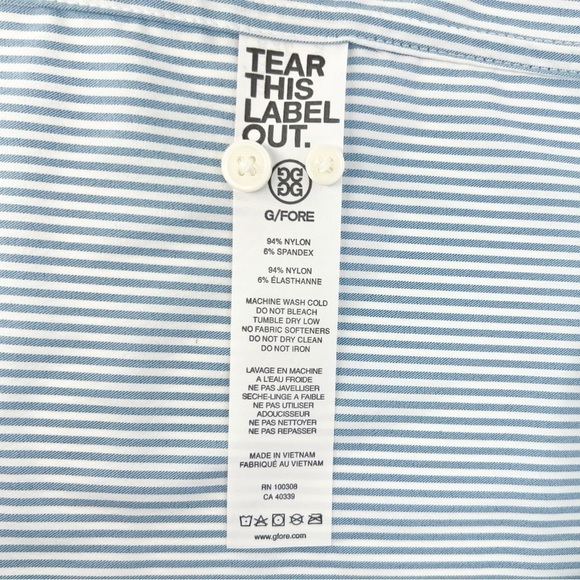 TEAR
THIS
LABEL
OUT.
G/FORE
94% NYLON
6% SPANDEX
94% NYLON
6% ÉLASTHANNE
MACHINE WASH COLD
DO NOT BLEACH
TUMBLE DRY LOW
NO FABRIC SOFTENERS
DO NOT DRY CLEAN
DO NOT IRON
LAVAGE EN MACHINE
A L'EAU FROIDE
NE PAS JAVELLISER
SECHE-LINGE A FAIBLE
NE PAS UTILISER
ADOUCISSEUR
NE PAS NETTOYER
NE PAS REPASSER
MADE IN VIETNAM
FABRIQUÉ AU VIETNAM
RN 100308
CA 40339
www.gfore.com